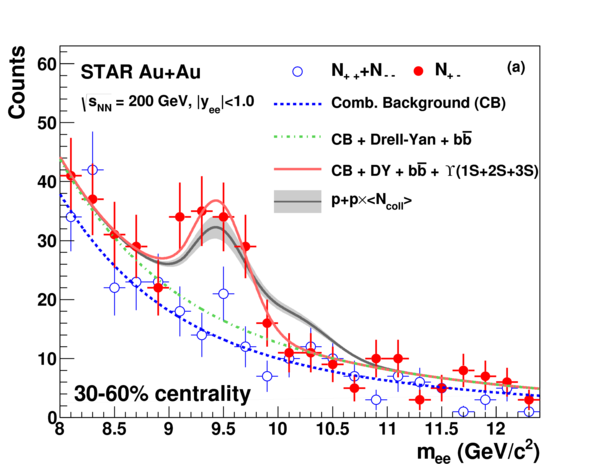 Counts
60
50
40
30
20
10
0
STAR Au+Au
√s_NN = 200 GeV, |y_ee|<1.0
(a)
N_+ + +N_- -
N_+ -
Comb. Background (CB)
CB + Drell-Yan + bb̅
CB + DY + bb̅ + ϒ(1S+2S+3S)
p+p×<N_coll>
30-60% centrality
8 8.5 9 9.5 10 10.5 11 11.5 12
m_ee (GeV/c²)